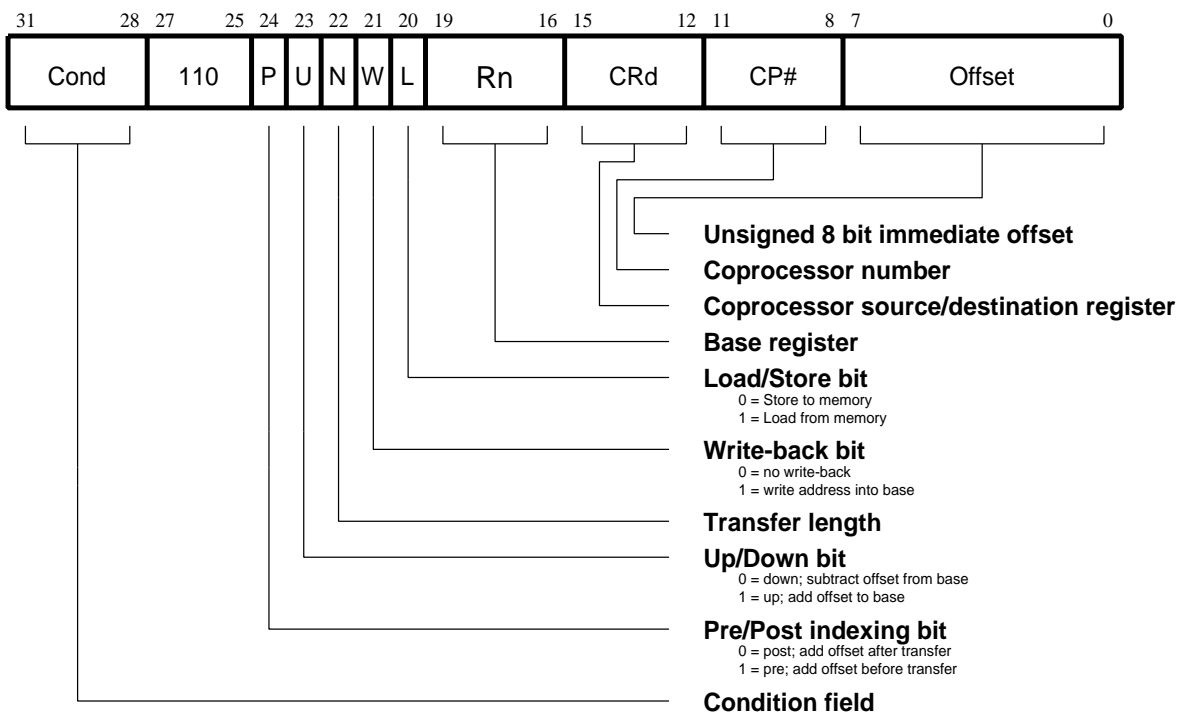 31 28 27 25 24 23 22 21 20 19 16 15 12 11 8 7 0
Cond 110 P U N W L Rn CRd CP# Offset
Unsigned 8 bit immediate offset
Coprocessor number
Coprocessor source/destination register
Base register
Load/Store bit
0 = Store to memory
1 = Load from memory
Write-back bit
0 = no write-back
1 = write address into base
Transfer length
Up/Down bit
0 = down; subtract offset from base
1 = up; add offset to base
Pre/Post indexing bit
0 = post; add offset after transfer
1 = pre; add offset before transfer
Condition field